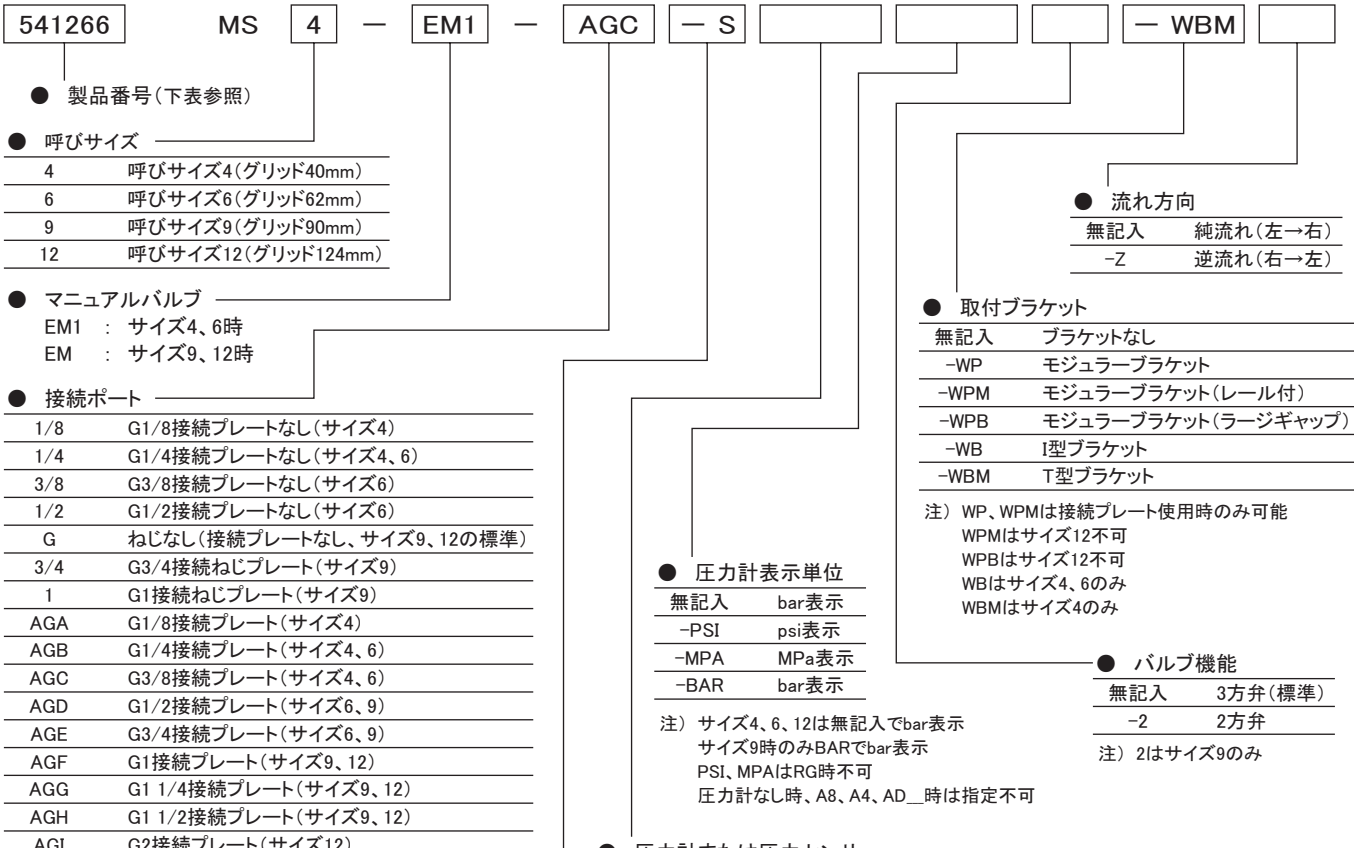 541266 MS 4 － EM1 － AGC － S － WBM
● 製品番号（下表参照）
● 呼びサイズ
4 呼びサイズ4（グリッド40mm）
6 呼びサイズ6（グリッド62mm）
9 呼びサイズ9（グリッド90mm）
12 呼びサイズ12（グリッド124mm）
● マニュアルバルブ
EM1 : サイズ4、6時
EM : サイズ9、12時
● 接続ポート
1/8 G1/8接続プレートなし（サイズ4）
1/4 G1/4接続プレートなし（サイズ4、6）
3/8 G3/8接続プレートなし（サイズ6）
1/2 G1/2接続プレートなし（サイズ6）
G ねじなし（接続プレートなし、サイズ9、12の標準）
3/4 G3/4接続ねじプレート（サイズ9）
1 G1接続ねじプレート（サイズ9）
AGA G1/8接続プレート（サイズ4）
AGB G1/4接続プレート（サイズ4、6）
AGC G3/8接続プレート（サイズ4、6）
AGD G1/2接続プレート（サイズ6、9）
AGE G3/4接続プレート（サイズ6、9）
AGF G1接続プレート（サイズ9、12）
AGG G1 1/4接続プレート（サイズ9、12）
AGH G1 1/2接続プレート（サイズ9、12）
AGI G2接続プレート（サイズ12）
● 流れ方向
無記入 純流れ（左→右）
-Z 逆流れ（右→左）
● 取付ブラケット
無記入 ブラケットなし
-WP モジュラーブラケット
-WPM モジュラーブラケット（レール付）
-WPB モジュラーブラケット（ラージギャップ）
-WB I型ブラケット
-WBM T型ブラケット
注） WP、WPMは接続プレート使用時のみ可能
WPMはサイズ12不可
WPBはサイズ12不可
WBはサイズ4、6のみ
WBMはサイズ4のみ
● 圧力計表示単位
無記入 bar表示
-PSI psi表示
-MPA MPa表示
-BAR bar表示
注） サイズ4、6、12は無記入でbar表示
サイズ9時のみBARでbar表示
PSI、MPAはRG時不可
圧力計なし時、A8、A4、AD__時は指定不可
● バルブ機能
無記入 3方弁（標準）
-2 2方弁
注） 2はサイズ9のみ
● 圧力計または圧力センサ